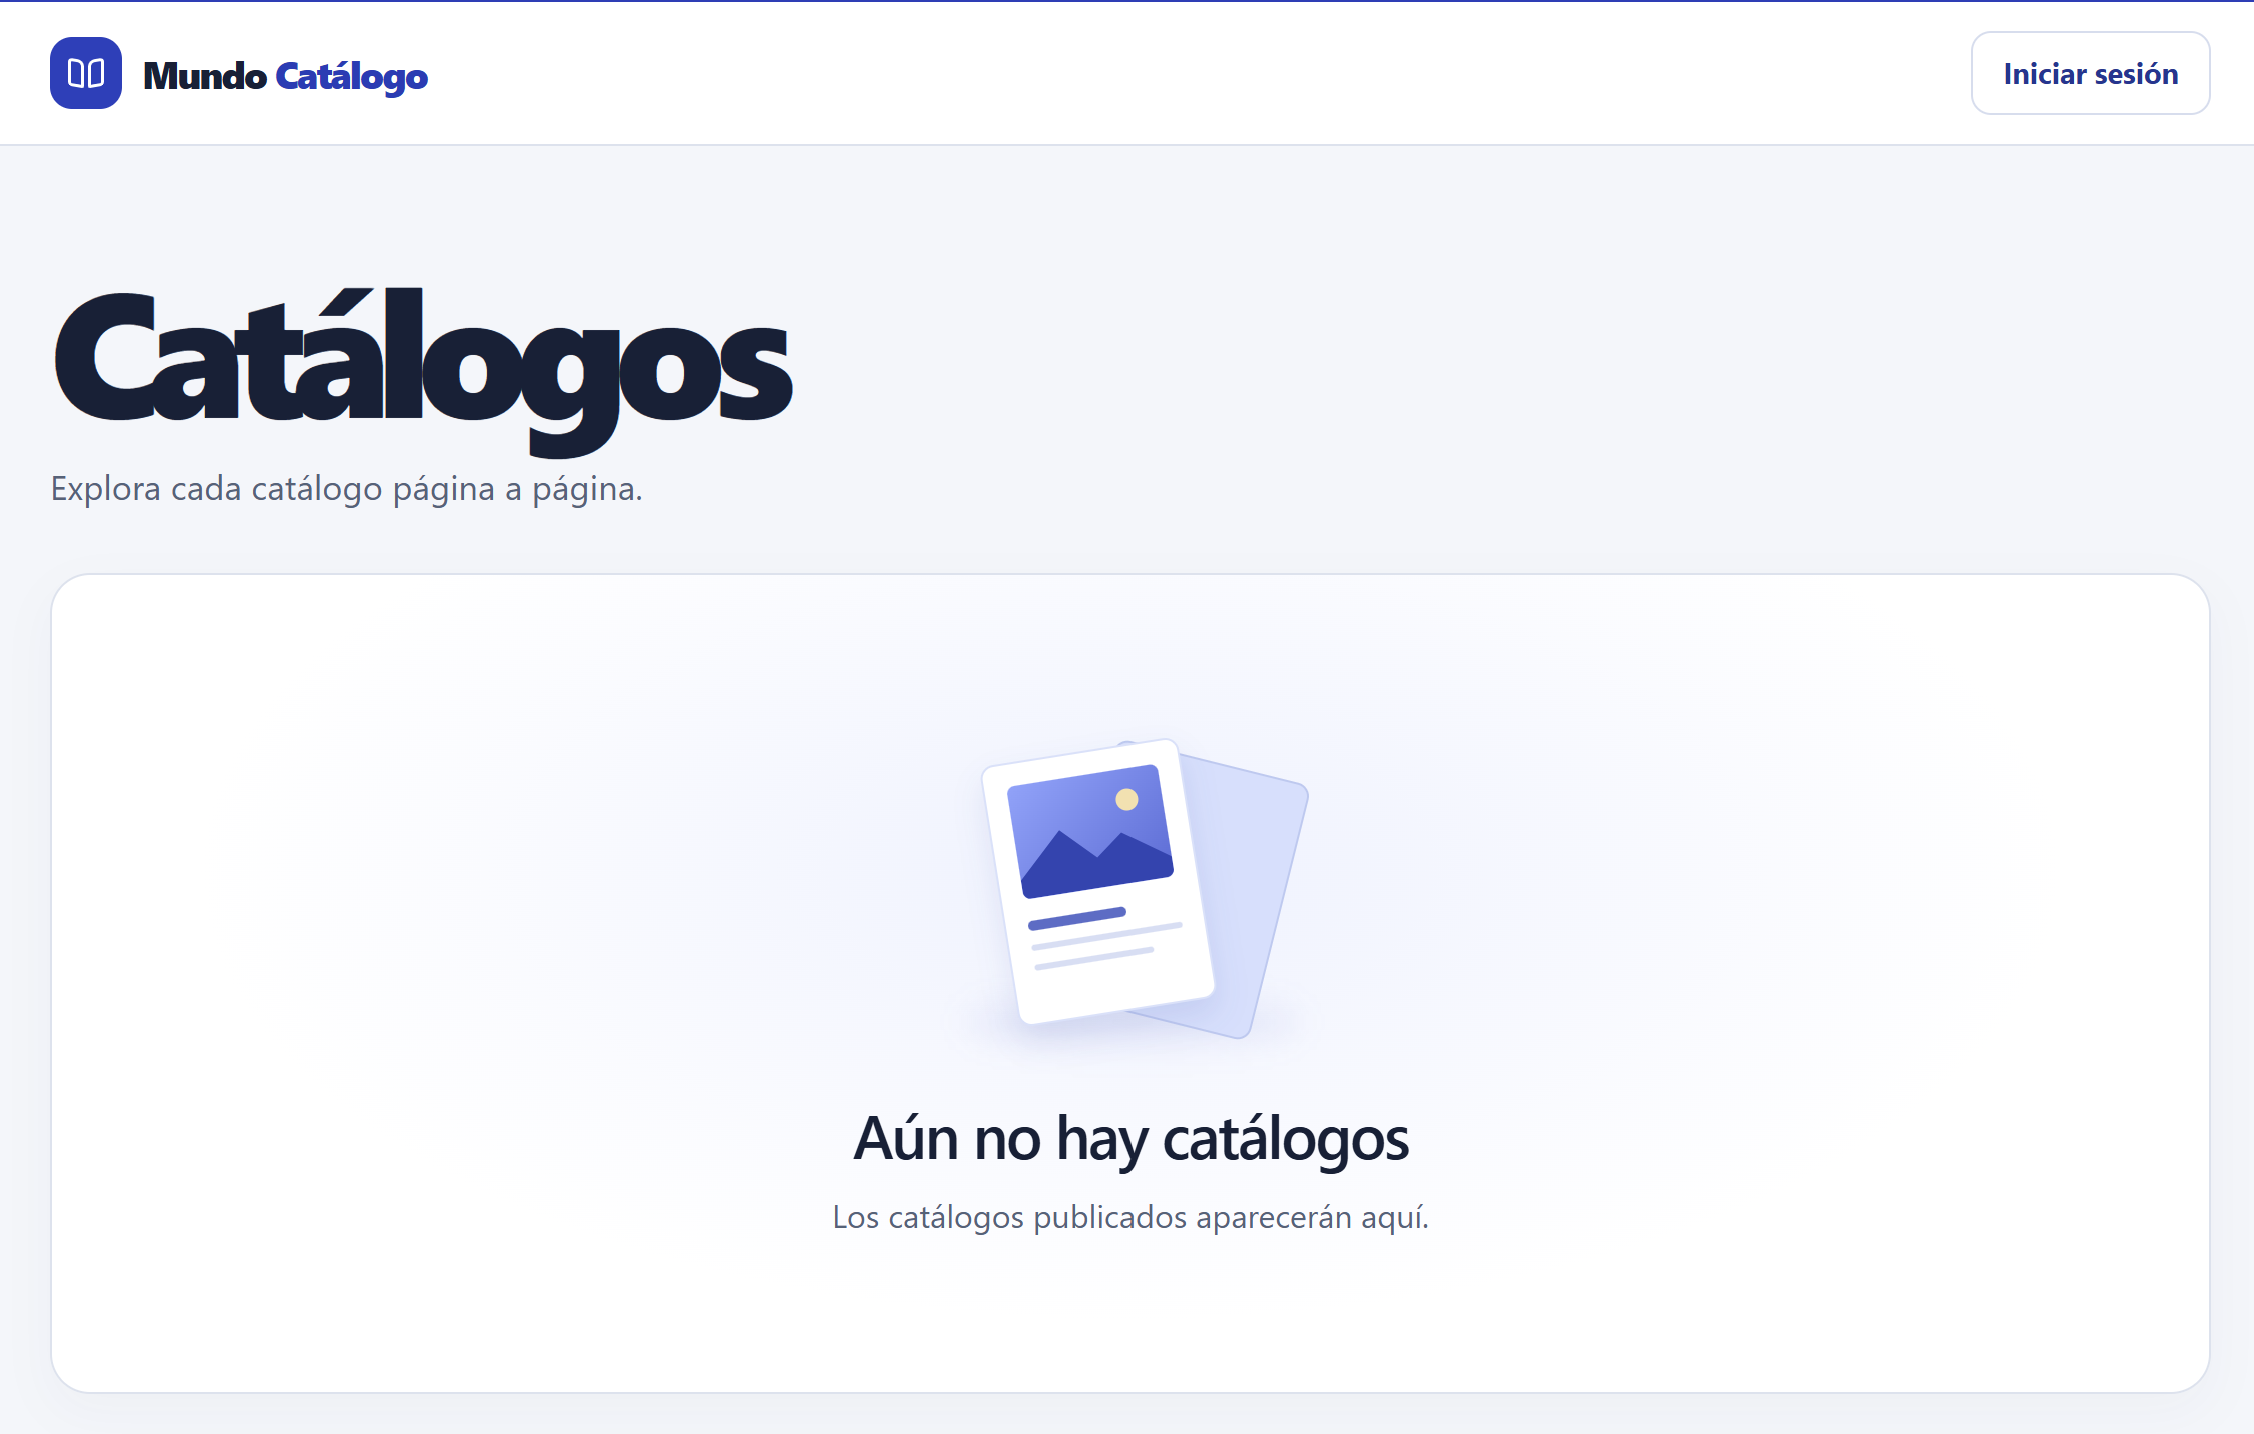 Mundo Catálogo
Iniciar sesión
Catálogos
Explora cada catálogo página a página.
Aún no hay catálogos
Los catálogos publicados aparecerán aquí.